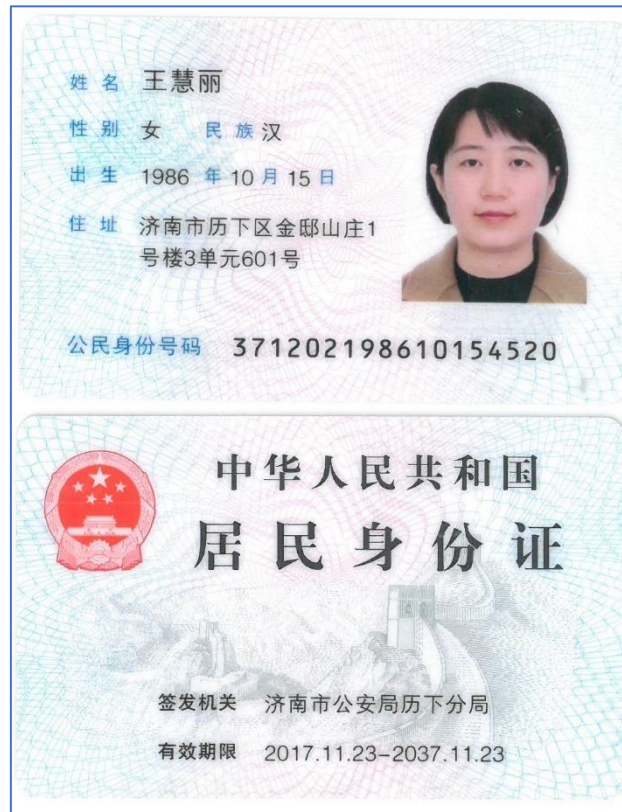 姓名 王慧丽
性别 女 民族 汉
出生 1986 年 10 月 15 日
住址 济南市历下区金邸山庄1
号楼3单元601号
公民身份号码 371202198610154520
中华人民共和国
居民身份证
签发机关 济南市公安局历下分局
有效期限 2017.11.23-2037.11.23